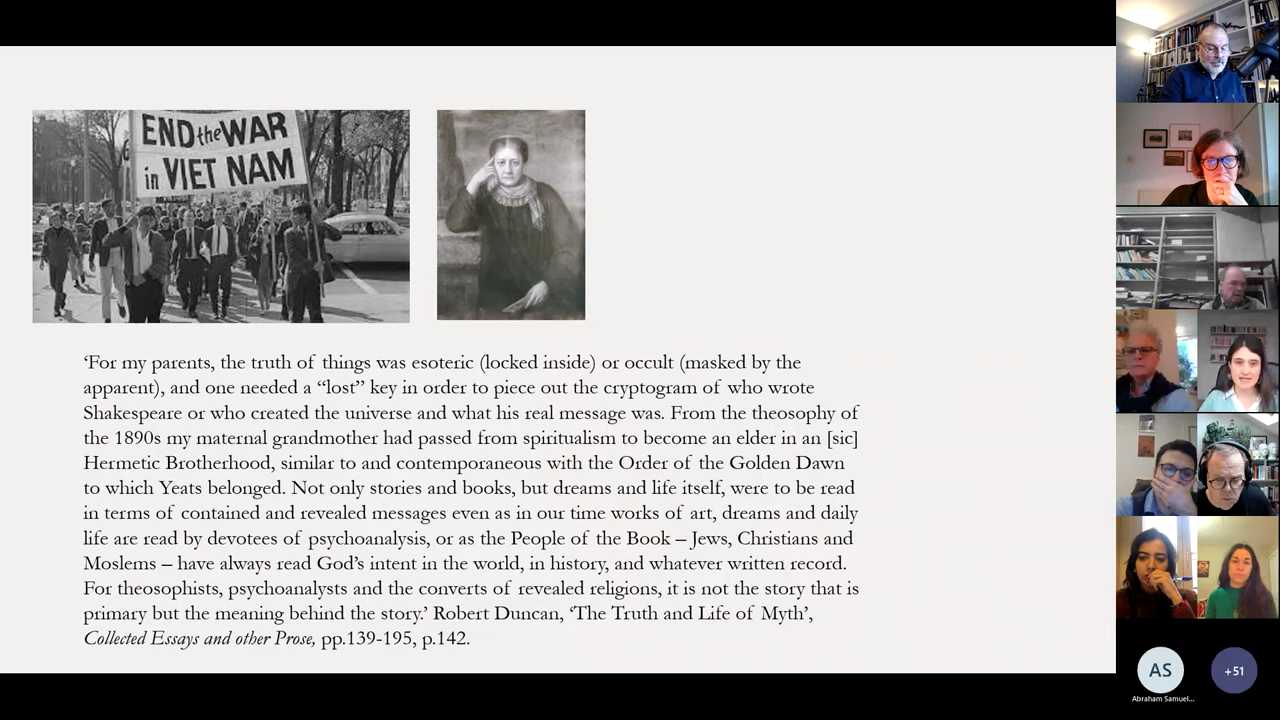 END the WAR
in VIET NAM
‘For my parents, the truth of things was esoteric (locked inside) or occult (masked by the
apparent), and one needed a “lost” key in order to piece out the cryptogram of who wrote
Shakespeare or who created the universe and what his real message was. From the theosophy of
the 1890s my maternal grandmother had passed from spiritualism to become an elder in an [sic]
Hermetic Brotherhood, similar to and contemporaneous with the Order of the Golden Dawn
to which Yeats belonged. Not only stories and books, but dreams and life itself, were to be read
in terms of contained and revealed messages even as in our time works of art, dreams and daily
life are read by devotees of psychoanalysis, or as the People of the Book – Jews, Christians and
Moslems – have always read God’s intent in the world, in history, and whatever written record.
For theosophists, psychoanalysts and the converts of revealed religions, it is not the story that is
primary but the meaning behind the story.’ Robert Duncan, ‘The Truth and Life of Myth’,
Collected Essays and other Prose, pp.139-195, p.142.
AS
+51
Abraham Samuel...